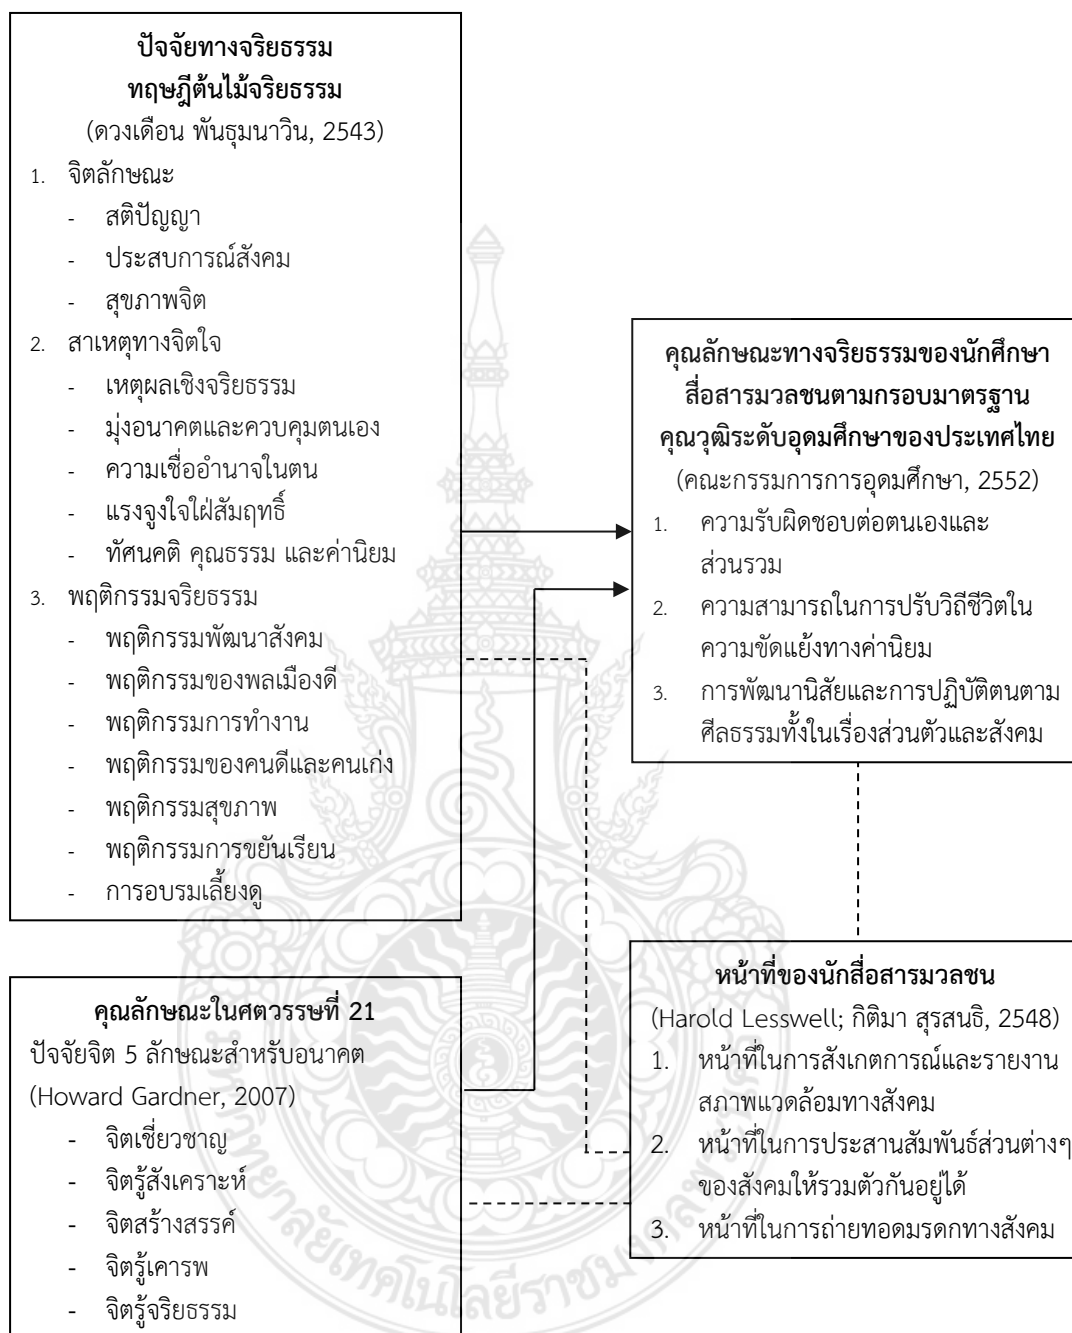 ปัจจัยทางจริยธรรม
ทฤษฎีต้นไม้จริยธรรม
(ดวงเดือน พันธุมนาวิน, 2543)
1. จิตลักษณะ
- สติปัญญา
- ประสบการณ์สังคม
- สุขภาพจิต
2. สาเหตุทางจิตใจ
- เหตุผลเชิงจริยธรรม
- มุ่งอนาคตและควบคุมตนเอง
- ความเชื่ออำนาจในตน
- แรงจูงใจใฝ่สัมฤทธิ์
- ทัศนคติ คุณธรรม และค่านิยม
3. พฤติกรรมจริยธรรม
- พฤติกรรมพัฒนาสังคม
- พฤติกรรมของพลเมืองดี
- พฤติกรรมการทำงาน
- พฤติกรรมของคนดีและคนเก่ง
- พฤติกรรมสุขภาพ
- พฤติกรรมการขยันเรียน
- การอบรมเลี้ยงดู
คุณลักษณะในศตวรรษที่ 21
ปัจจัยจิต 5 ลักษณะสำหรับอนาคต
(Howard Gardner, 2007)
- จิตเชี่ยวชาญ
- จิตรู้สังเคราะห์
- จิตสร้างสรรค์
- จิตรู้เคารพ
- จิตรู้จริยธรรม
คุณลักษณะทางจริยธรรมของนักศึกษา
สื่อสารมวลชนตามกรอบมาตรฐาน
คุณวุฒิระดับอุดมศึกษาของประเทศไทย
(คณะกรรมการการอุดมศึกษา, 2552)
1. ความรับผิดชอบต่อตนเองและ
ส่วนรวม
2. ความสามารถในการปรับวิถีชีวิตใน
ความขัดแย้งทางค่านิยม
3. การพัฒนานิสัยและการปฏิบัติตนตาม
ศีลธรรมทั้งในเรื่องส่วนตัวและสังคม
หน้าที่ของนักสื่อสารมวลชน
(Harold Lesswell; กิติมา สุรสนธิ, 2548)
1. หน้าที่ในการสังเกตการณ์และรายงาน
สภาพแวดล้อมทางสังคม
2. หน้าที่ในการประสานสัมพันธ์ส่วนต่างๆ
ของสังคมให้รวมตัวกันอยู่ได้
3. หน้าที่ในการถ่ายทอดมรดกทางสังคม